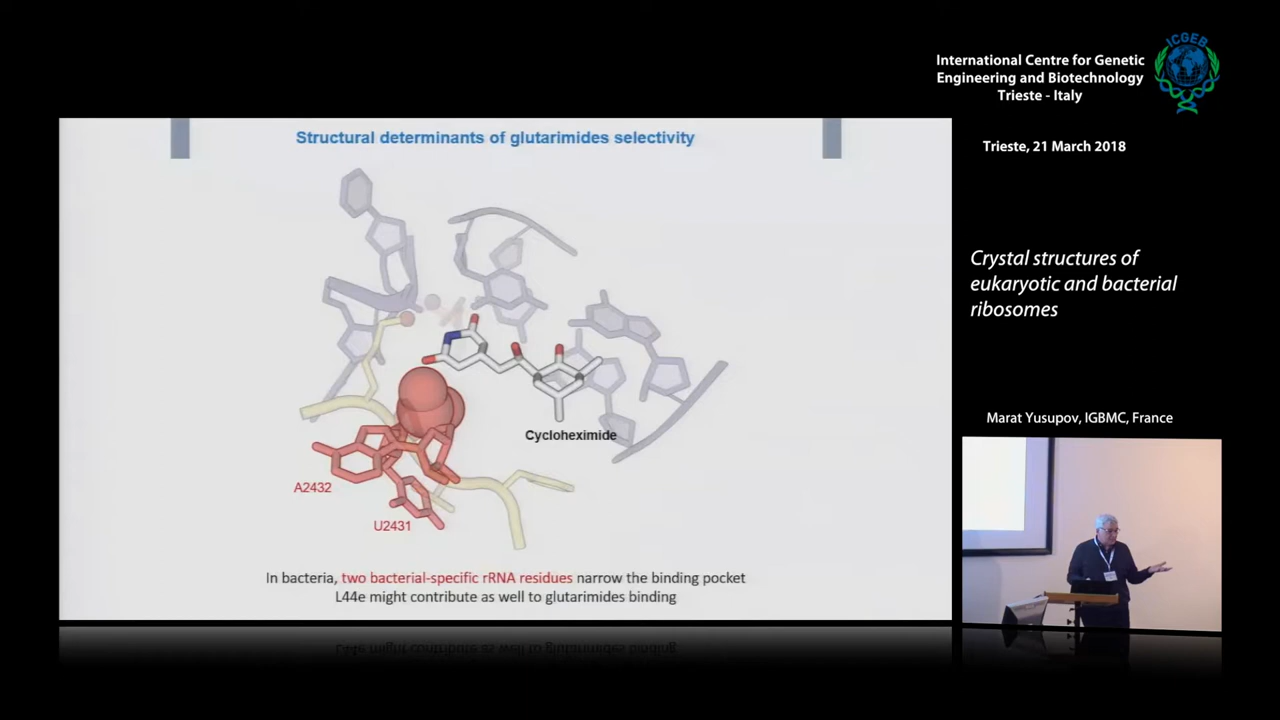 ICGEB
International Centre for Genetic
Engineering and Biotechnology
Trieste - Italy
Trieste, 21 March 2018
Structural determinants of glutarimides selectivity
Crystal structures of
eukaryotic and bacterial
ribosomes
Marat Yusupov, IGBMC, France
Cycloheximide
A2432
U2431
In bacteria, two bacterial-specific rRNA residues narrow the binding pocket
L44e might contribute as well to glutarimides binding